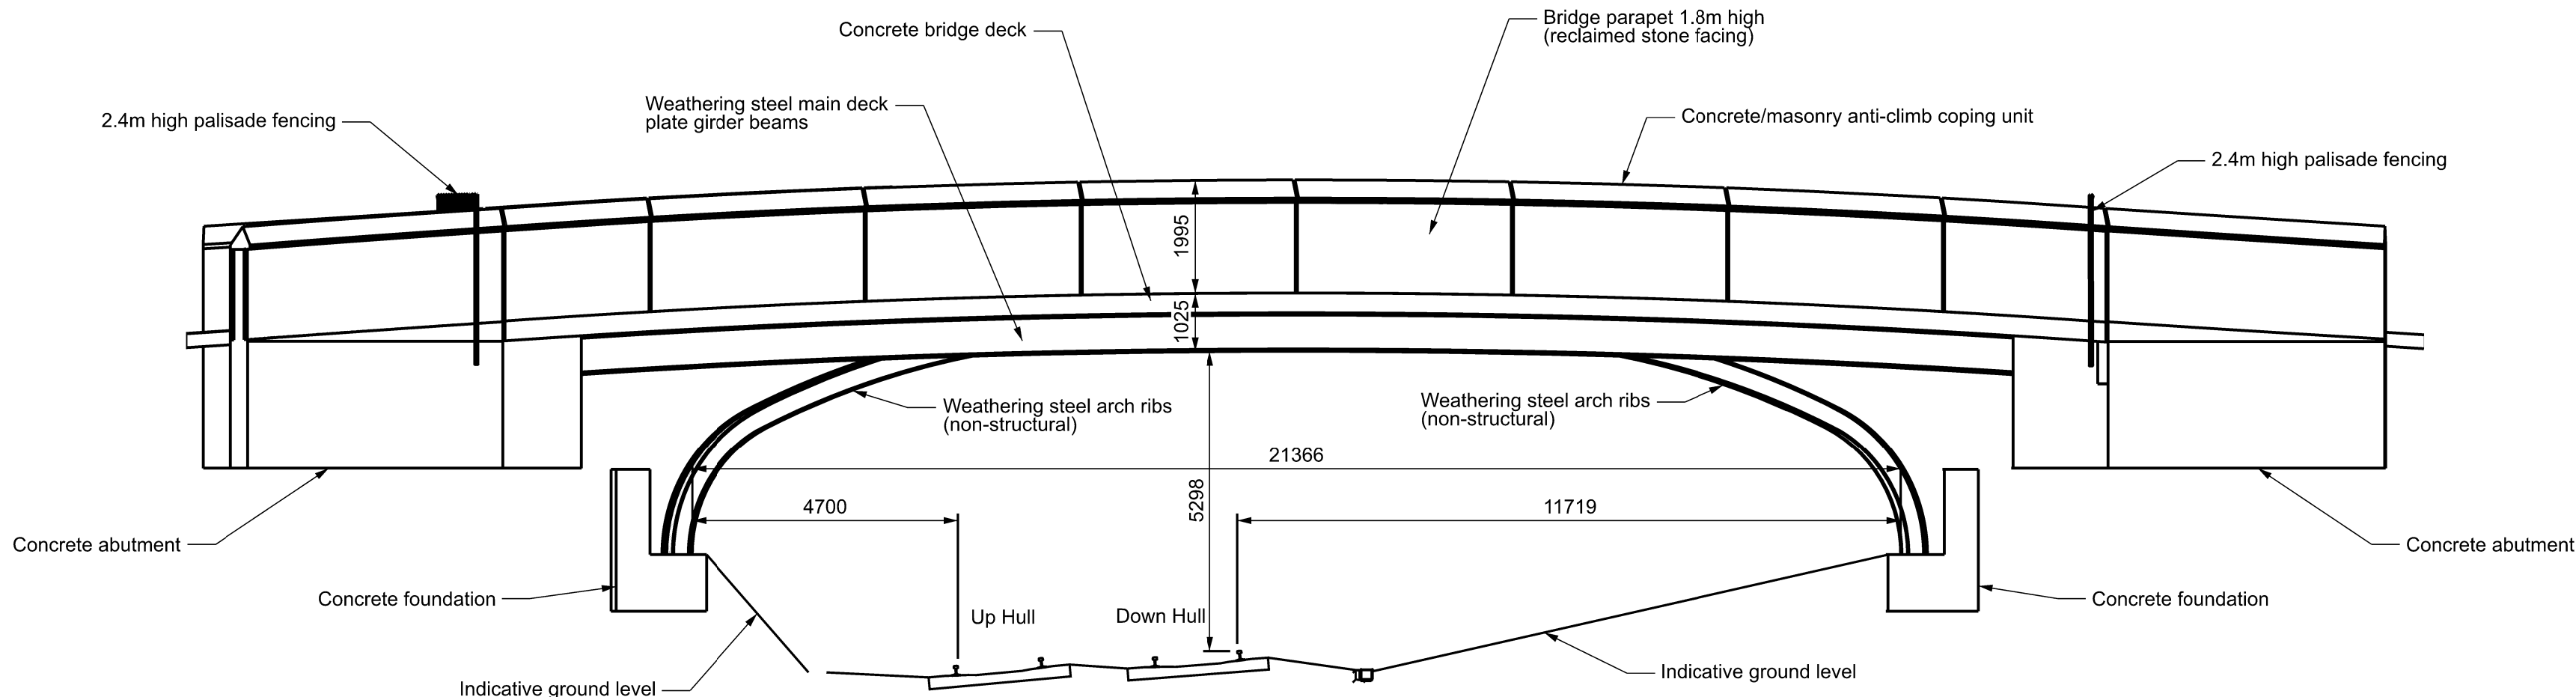 Bridge parapet 1.8m high
(reclaimed stone facing)
Concrete bridge deck
Weathering steel main deck
plate girder beams
2.4m high palisade fencing
Concrete/masonry anti-climb coping unit
2.4m high palisade fencing
1995
1025
Weathering steel arch ribs
(non-structural)
Weathering steel arch ribs
(non-structural)
21366
5298
4700
11719
Concrete abutment
Concrete abutment
Concrete foundation
Concrete foundation
Up Hull
Down Hull
Indicative ground level
Indicative ground level